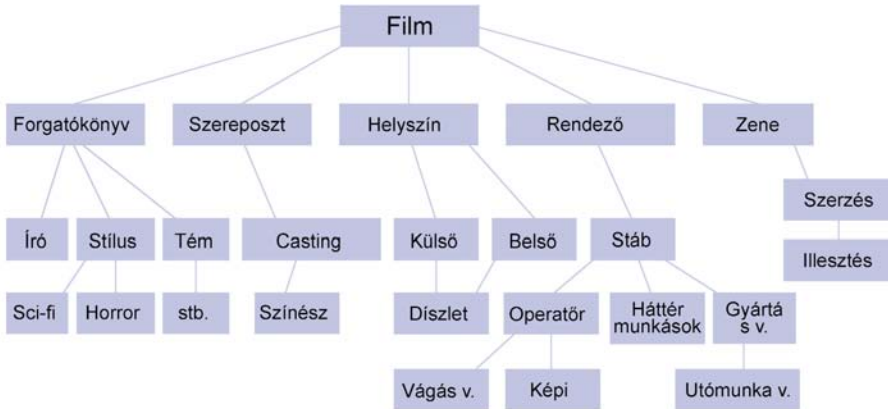 Film
Forgatókönyv
Szereposzt
Helyszín
Rendező
Zene
Szerzés
Író
Stílus
Tém
Casting
Külső
Belső
Stáb
Illesztés
Sci-fi
Horror
stb.
Színész
Díszlet
Operatőr
Háttér
munkások
Gyártá
s v.
Vágás v.
Képi
Utómunka v.